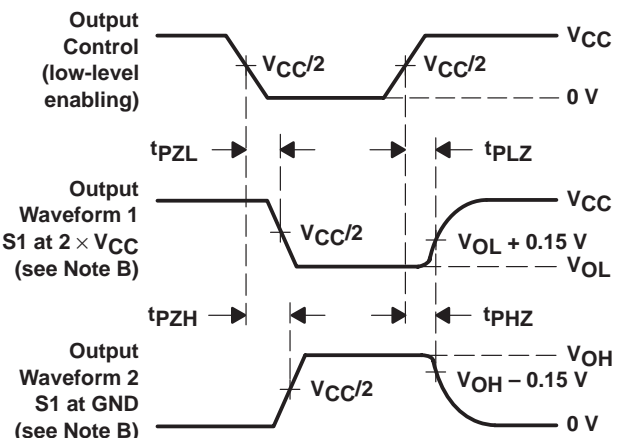 Output
Control
(low-level
enabling)
VCC/2
VCC/2
VCC
0 V
tPZL
tPLZ
Output
Waveform 1
S1 at 2 × VCC
(see Note B)
VCC/2
VCC
VOL + 0.15 V
VOL
tPZH
tPHZ
Output
Waveform 2
S1 at GND
(see Note B)
VCC/2
VOH
VOH – 0.15 V
0 V